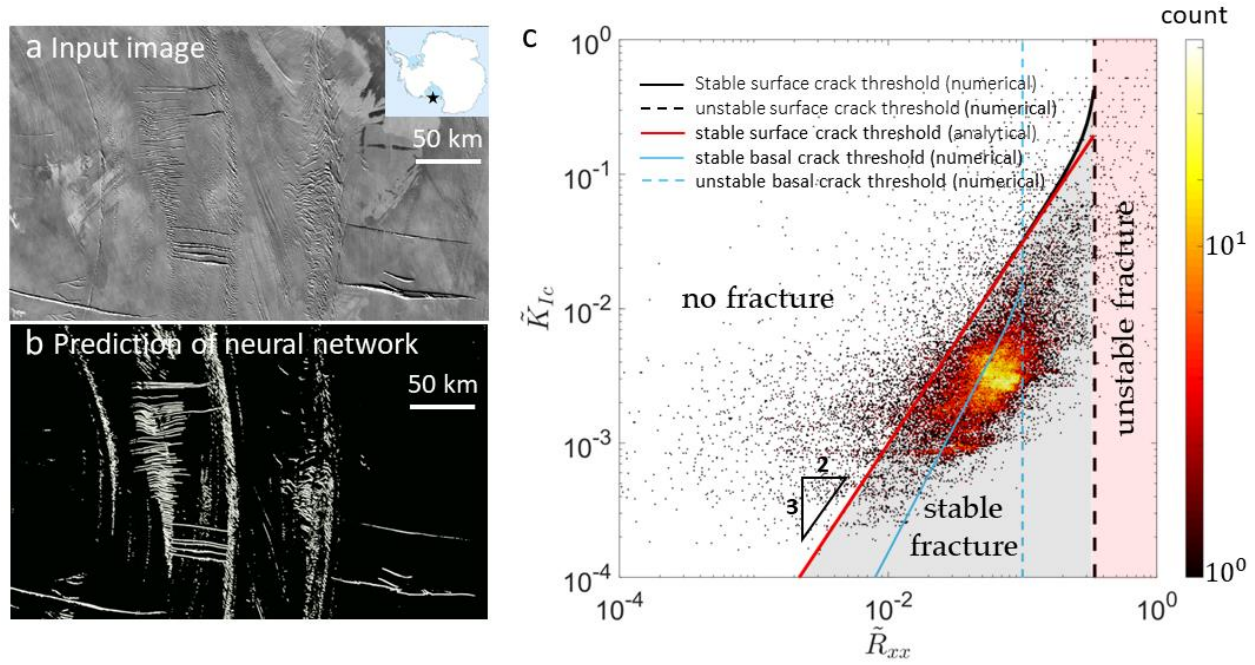 a Input image
50 km
b Prediction of neural network
50 km
c
count
10^0
10^-1
10^-2
10^-3
10^-4
K̃_Ic
Stable surface crack threshold (numerical)
unstable surface crack threshold (numerical)
stable surface crack threshold (analytical)
stable basal crack threshold (numerical)
unstable basal crack threshold (numerical)
no fracture
unstable fracture
2
3
stable
fracture
10^-4
10^-2
10^0
R̃_xx
10^1
10^0